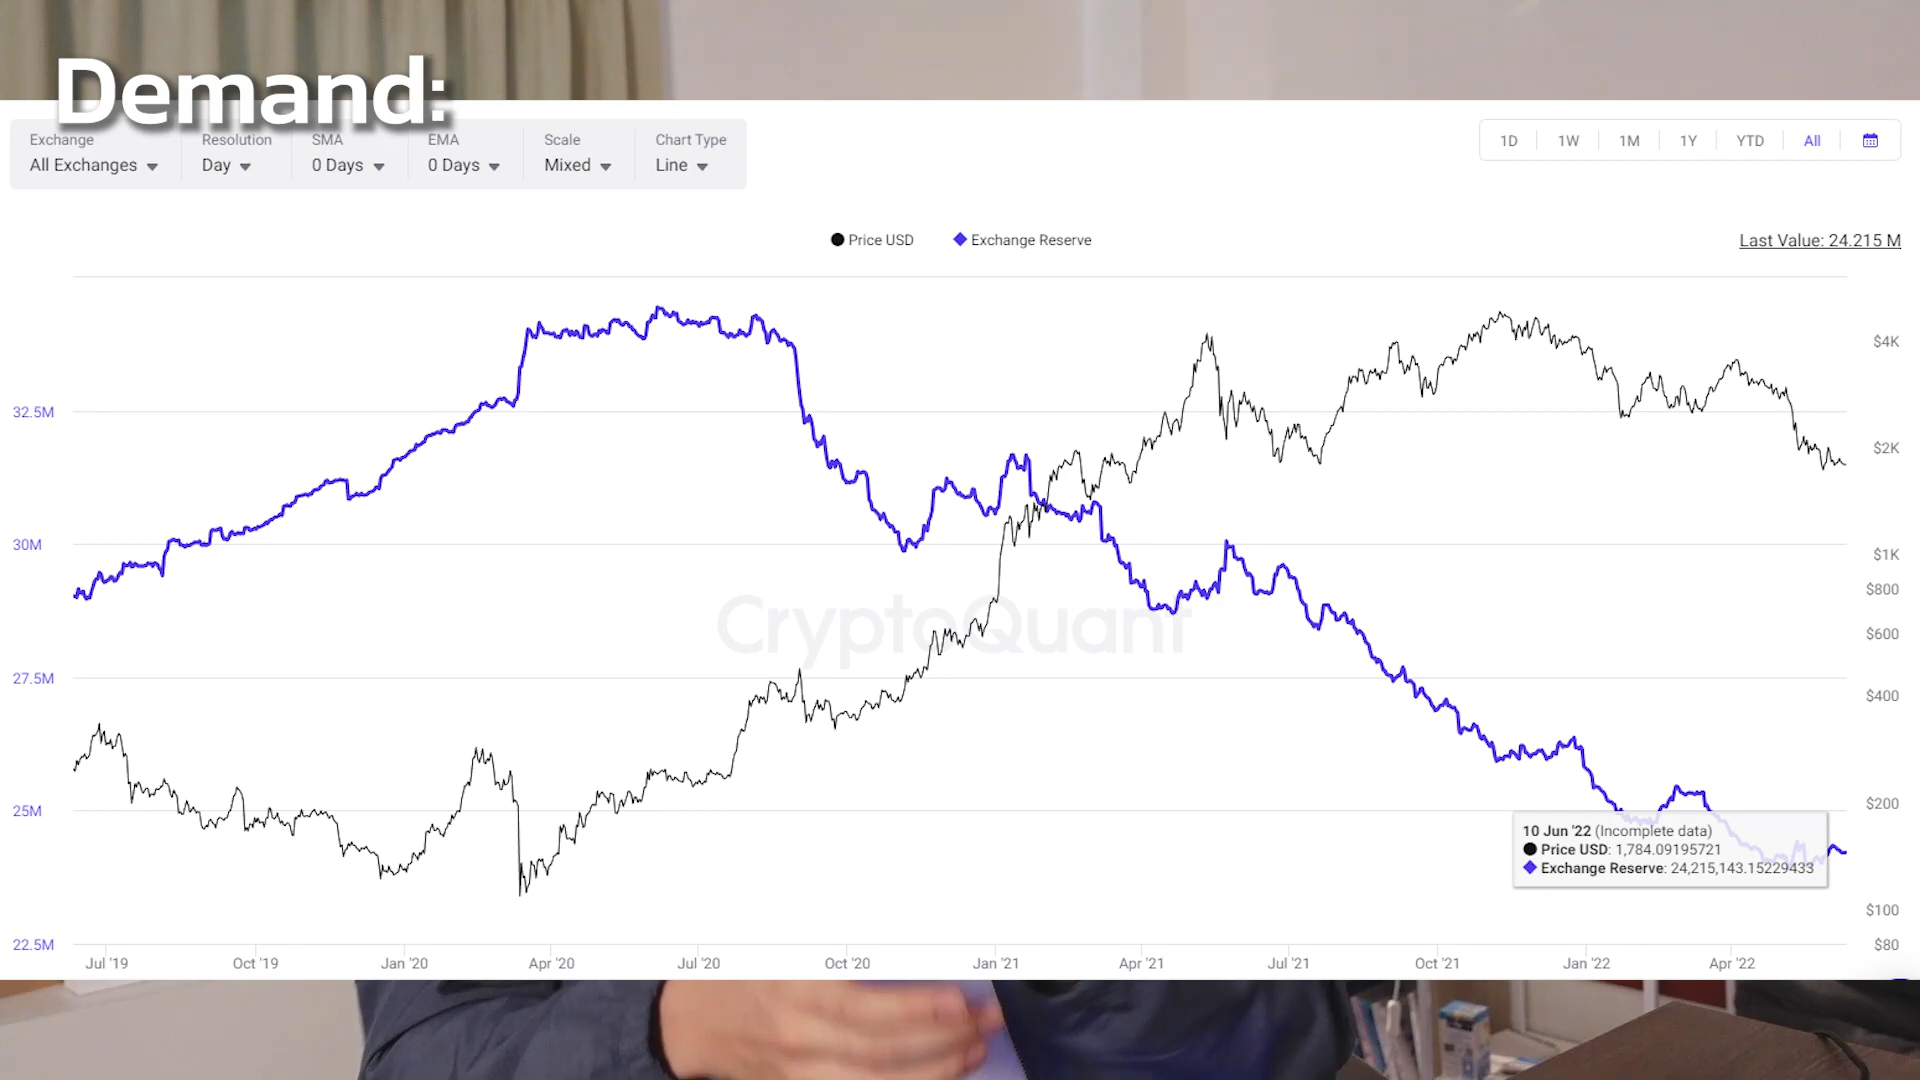 Demand:
Exchange
All Exchanges
Resolution
Day
SMA
0 Days
EMA
0 Days
Scale
Mixed
Chart Type
Line
1D
1W
1M
1Y
YTD
All
Price USD
Exchange Reserve
Last Value: 24.215 M
32.5M
30M
27.5M
25M
22.5M
$4K
$2K
$1K
$800
$600
$400
$200
$100
$80
CryptoQuant
10 Jun '22 (Incomplete data)
Price USD: 1,784.09195721
Exchange Reserve: 24,215,143.15229433
Jul '19
Oct '19
Jan '20
Apr '20
Jul '20
Oct '20
Jan '21
Apr '21
Jul '21
Oct '21
Jan '22
Apr '22